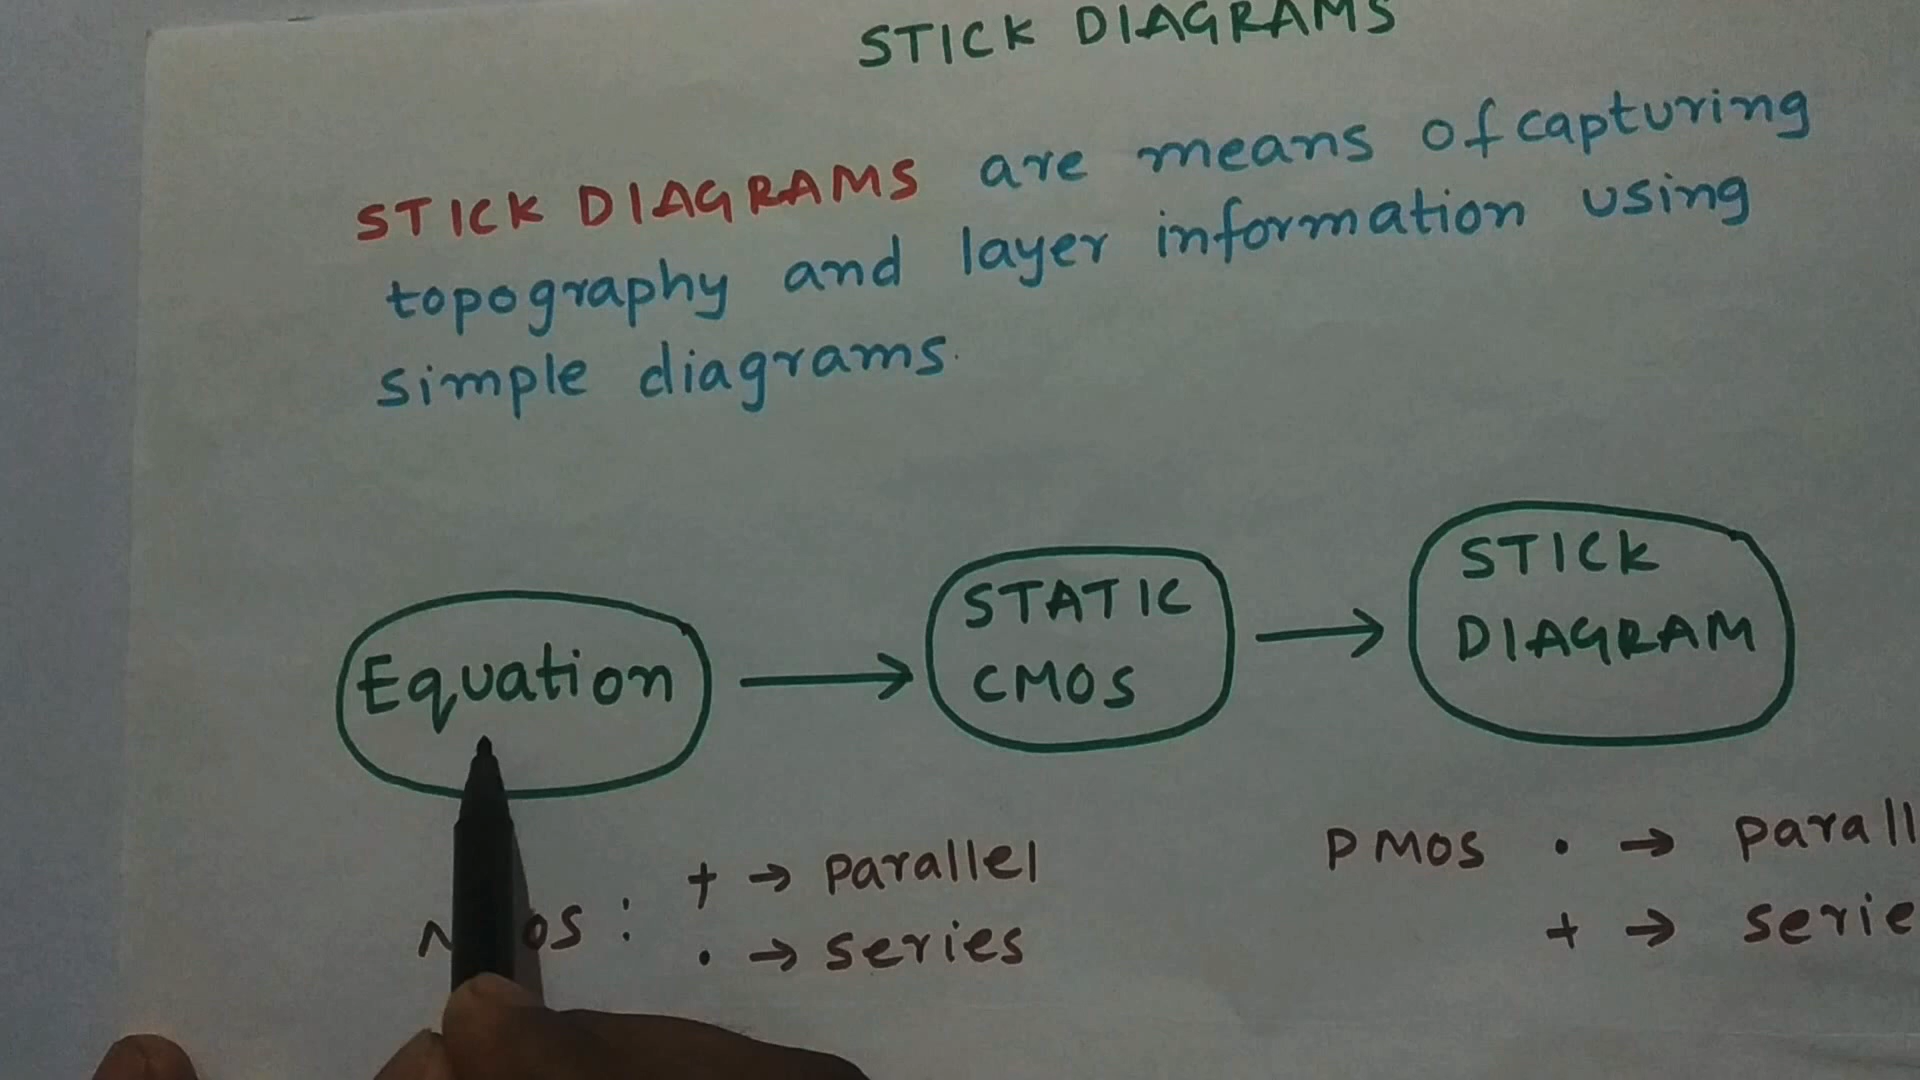 STICK DIAGRAMS
STICK DIAGRAMS are means of capturing
topography and layer information using
simple diagrams.
Equation → STATIC CMOS → STICK DIAGRAM
: + → parallel
. → series
PMOS . → parall
+ → serie